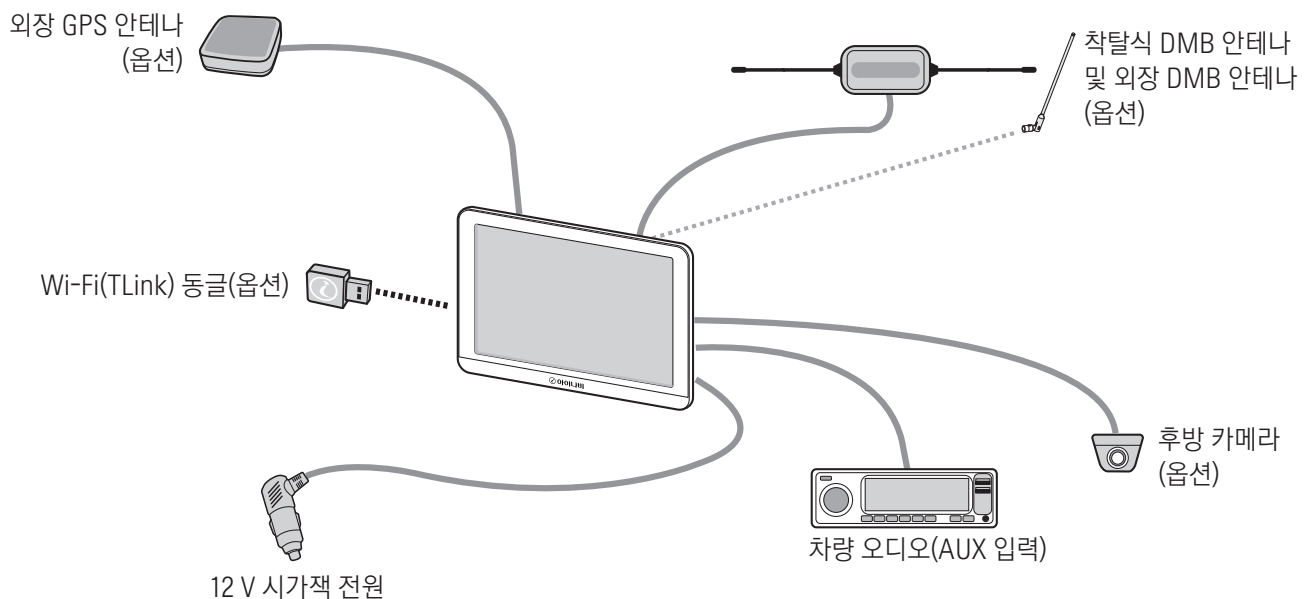 외장 GPS 안테나
(옵션)
착탈식 DMB 안테나
및 외장 DMB 안테나
(옵션)
Wi-Fi(TLink) 동글(옵션)
후방 카메라
(옵션)
차량 오디오(AUX 입력)
12 V 시가잭 전원